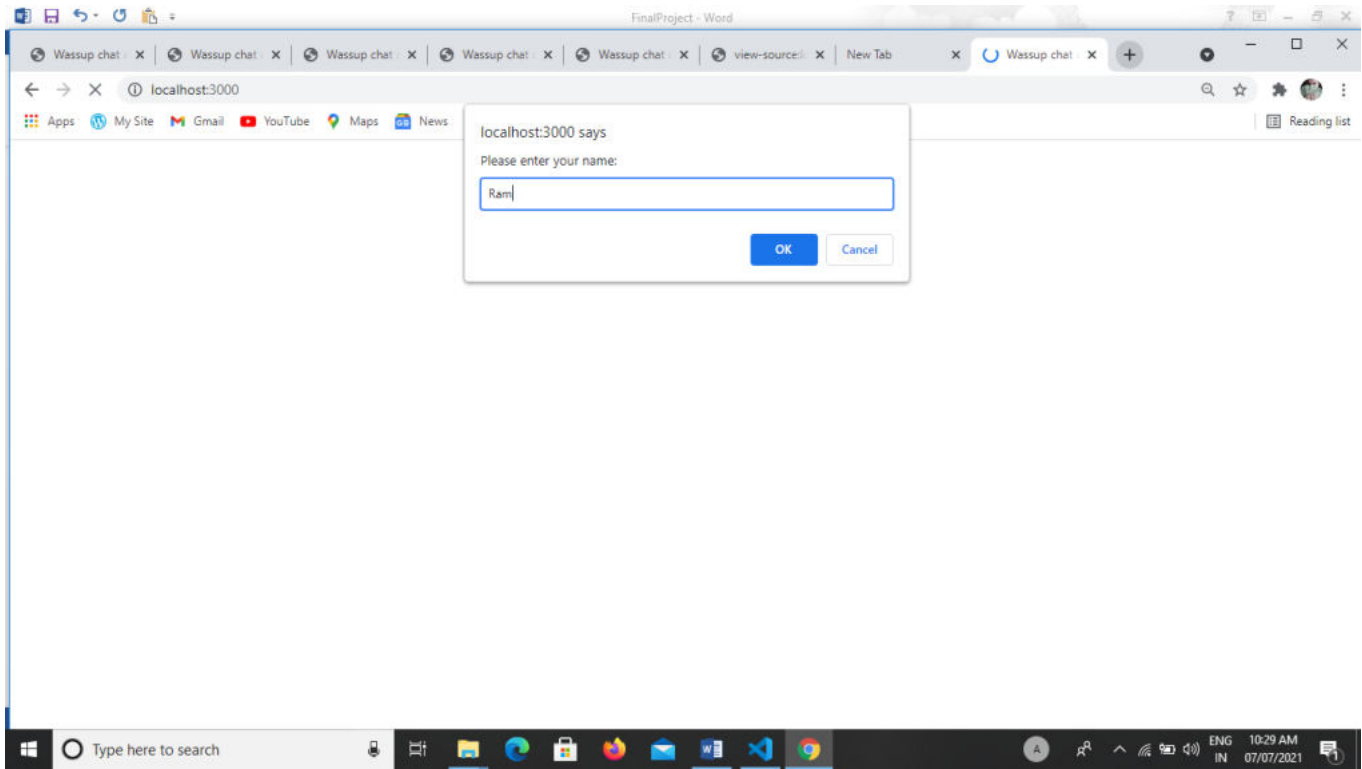 FinalProject - Word
Wassup chat Wassup chat Wassup chat Wassup chat Wassup chat view-source:l New Tab Wassup chat
localhost:3000
Apps My Site Gmail YouTube Maps News Reading list
localhost:3000 says
Please enter your name:
Ram
OK Cancel
Type here to search
A
ENG 10:29 AM
IN 07/07/2021
1